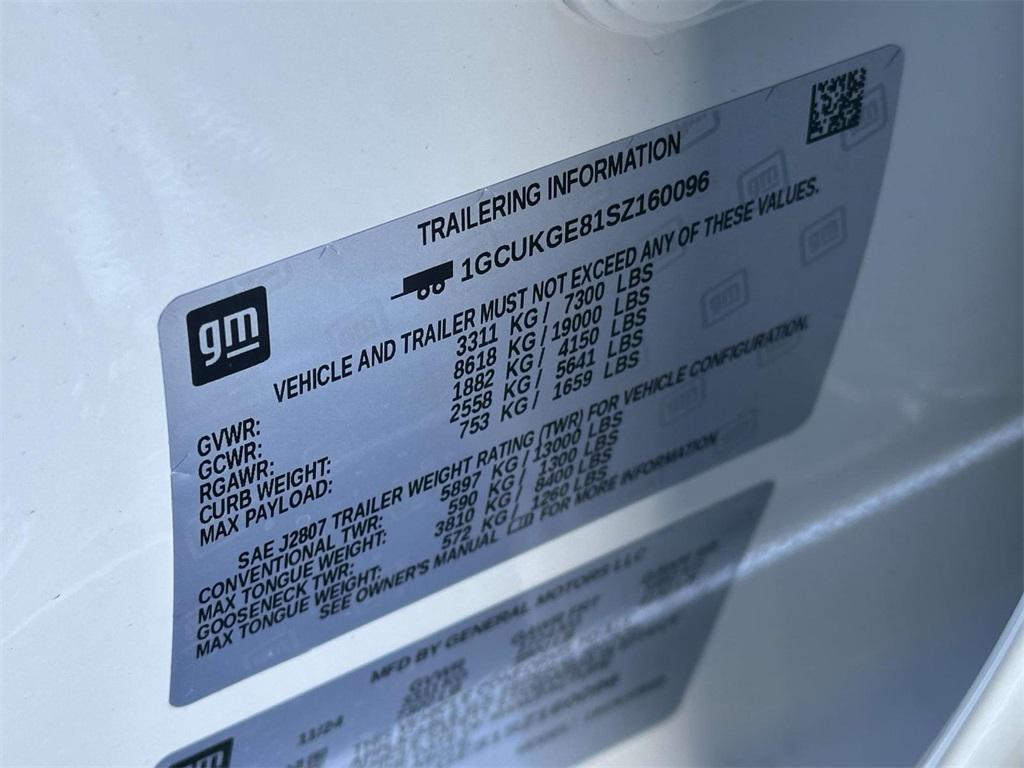 TRAILERING INFORMATION
1GCUKGE81SZ160096
gm
VEHICLE AND TRAILER MUST NOT EXCEED ANY OF THESE VALUES.
GVWR: 3311 KG/ 7300 LBS
GCWR: 8618 KG/19000 LBS
RGAWR: 1882 KG/ 4150 LBS
CURB WEIGHT: 2558 KG/ 5641 LBS
MAX PAYLOAD: 753 KG/ 1659 LBS
SAE J2807 TRAILER WEIGHT RATING (TWR) FOR VEHICLE CONFIGURATION.
CONVENTIONAL TWR: 5897 KG/13000 LBS
MAX TONGUE WEIGHT: 590 KG/ 1300 LBS
GOOSENECK TWR: 3810 KG/ 8400 LBS
MAX TONGUE WEIGHT: 572 KG/ 1260 LBS
SEE OWNER'S MANUAL FOR MORE INFORMATION.
MFD BY GENERAL MOTORS LLC
11/24
GVWR
GAWR FRT
gm